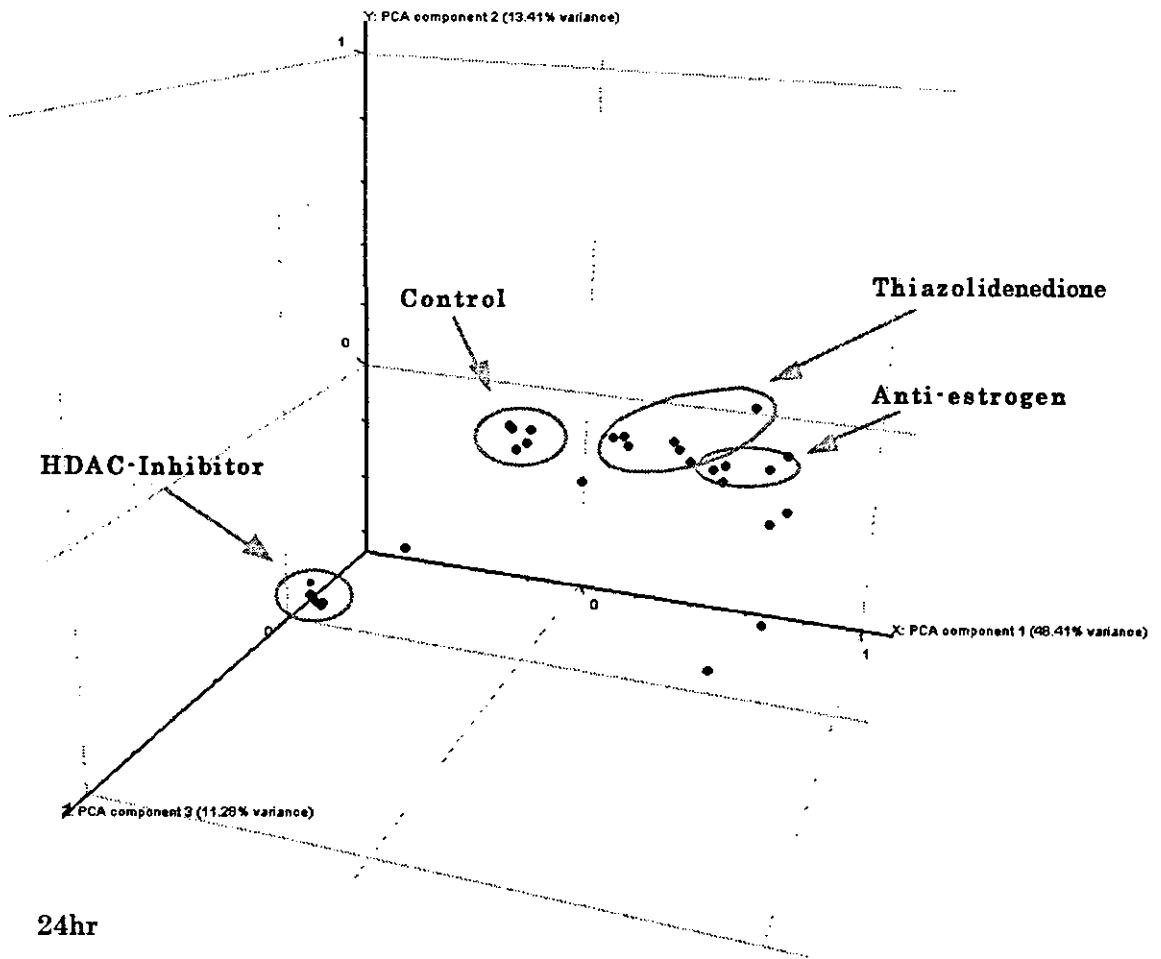 Y: PCA component 2 (13.41% variance)
1
Control
Thiazolidenedione
0
Anti-estrogen
HDAC-Inhibitor
0
0
X: PCA component 1 (48.41% variance)
1
Z: PCA component 3 (11.28% variance)
24hr